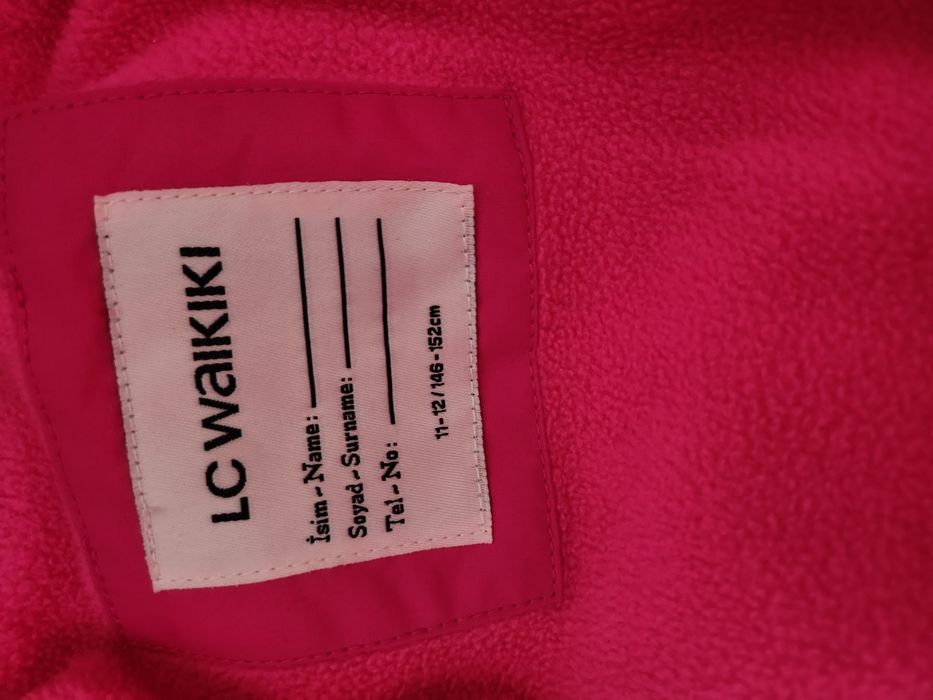 LC Waikiki
İsim - Name:
Soyad - Surname:
Tel - No:
11-12 / 146-152cm